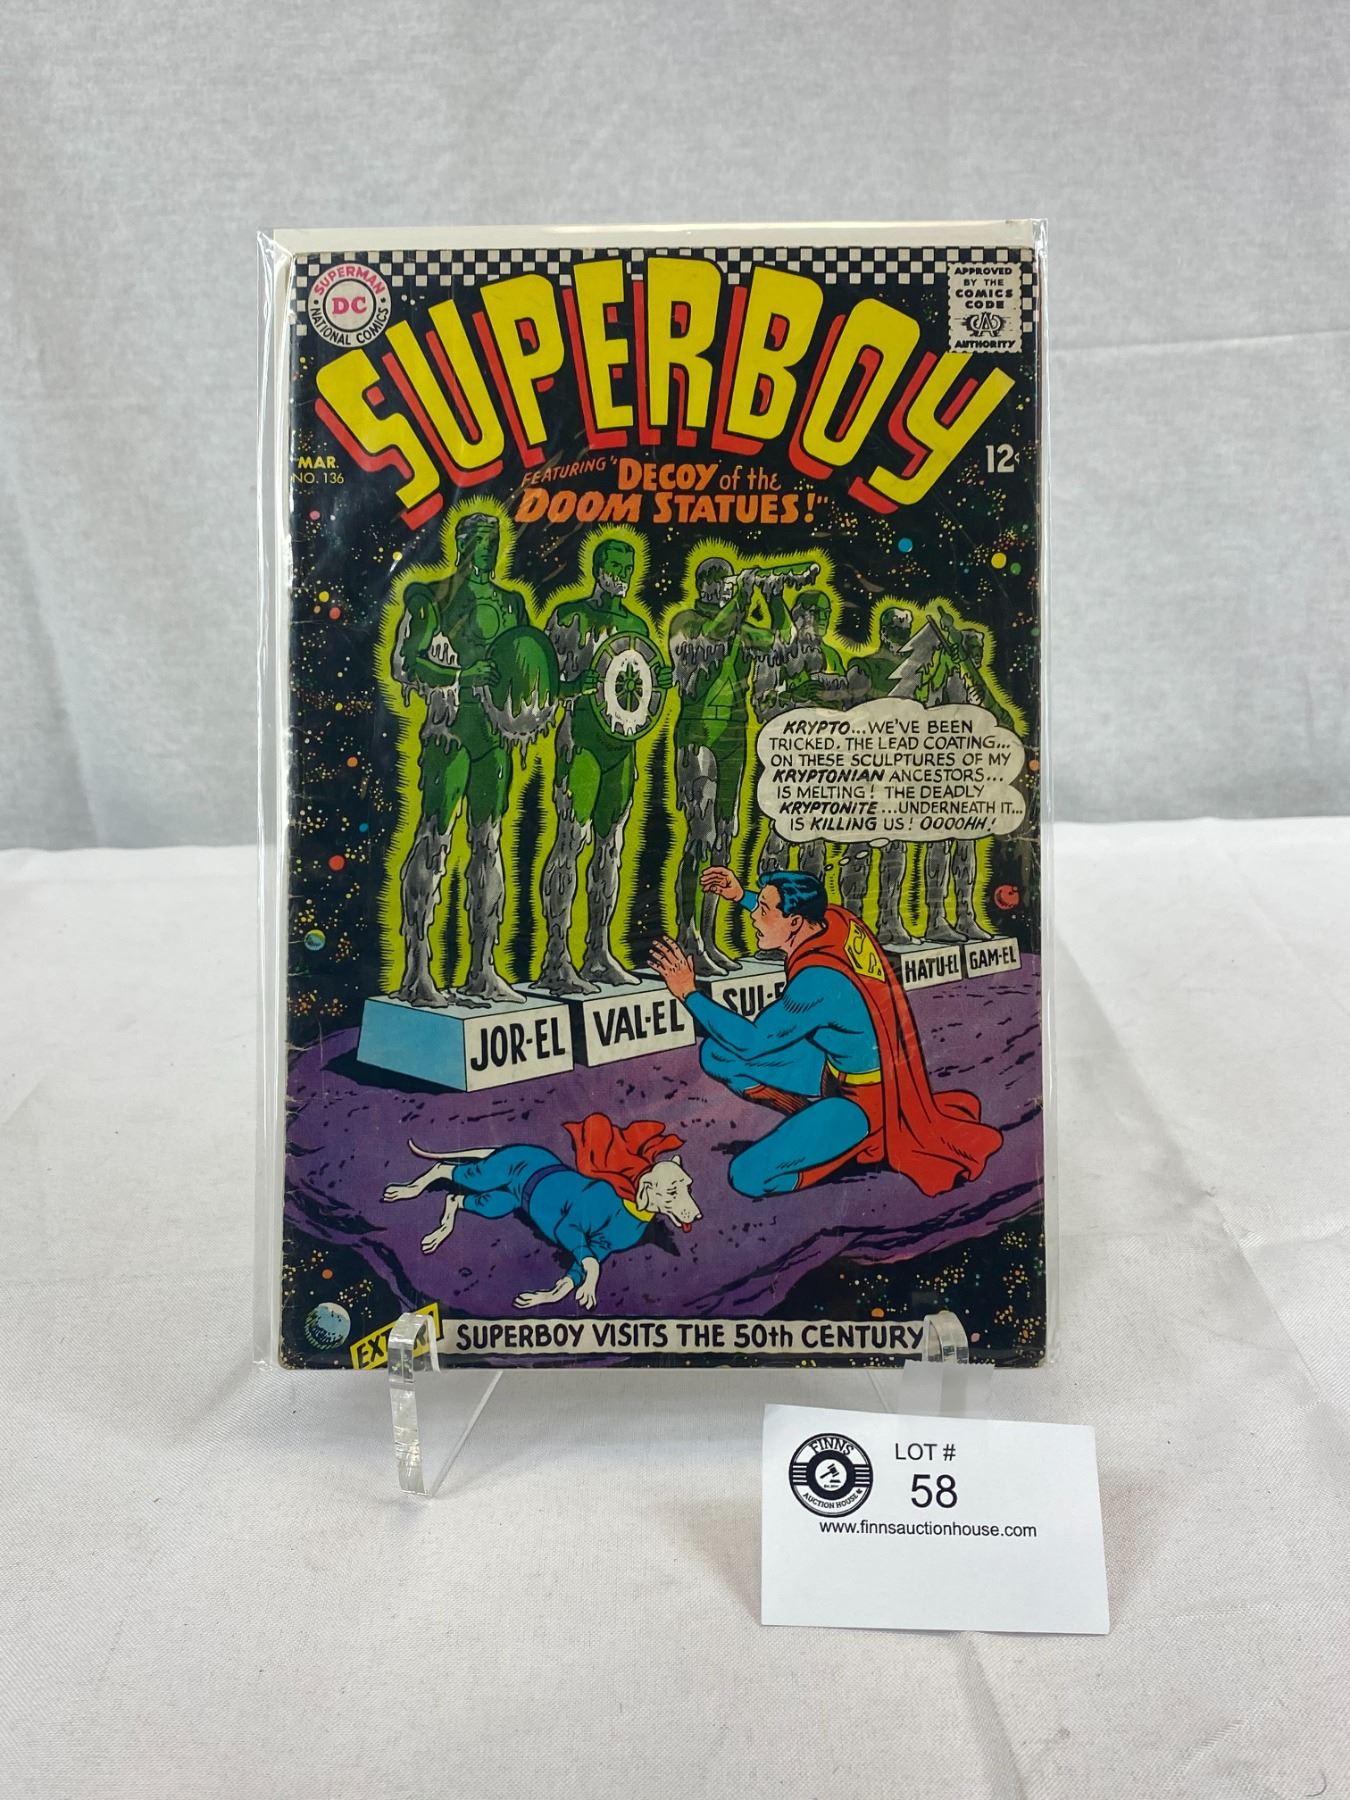 SUPERMAN
DC
NATIONAL COMICS
APPROVED
BY THE
COMICS
CODE
AUTHORITY
SUPERBOY
MAR.
NO. 136
12¢
FEATURING "DECOY of the
DOOM STATUES!"
KRYPTO...WE'VE BEEN
TRICKED. THE LEAD COATING...
ON THESE SCULPTURES OF MY
KRYPTONIAN ANCESTORS...
IS MELTING! THE DEADLY
KRYPTONITE...UNDERNEATH IT...
IS KILLING US! OOOOHH!
JOR-EL
VAL-EL
HATU-EL
GAM-EL
SUPERBOY VISITS THE 50th CENTURY
FINNS
AUCTION HOUSE
LOT #
58
www.finnsauctionhouse.com